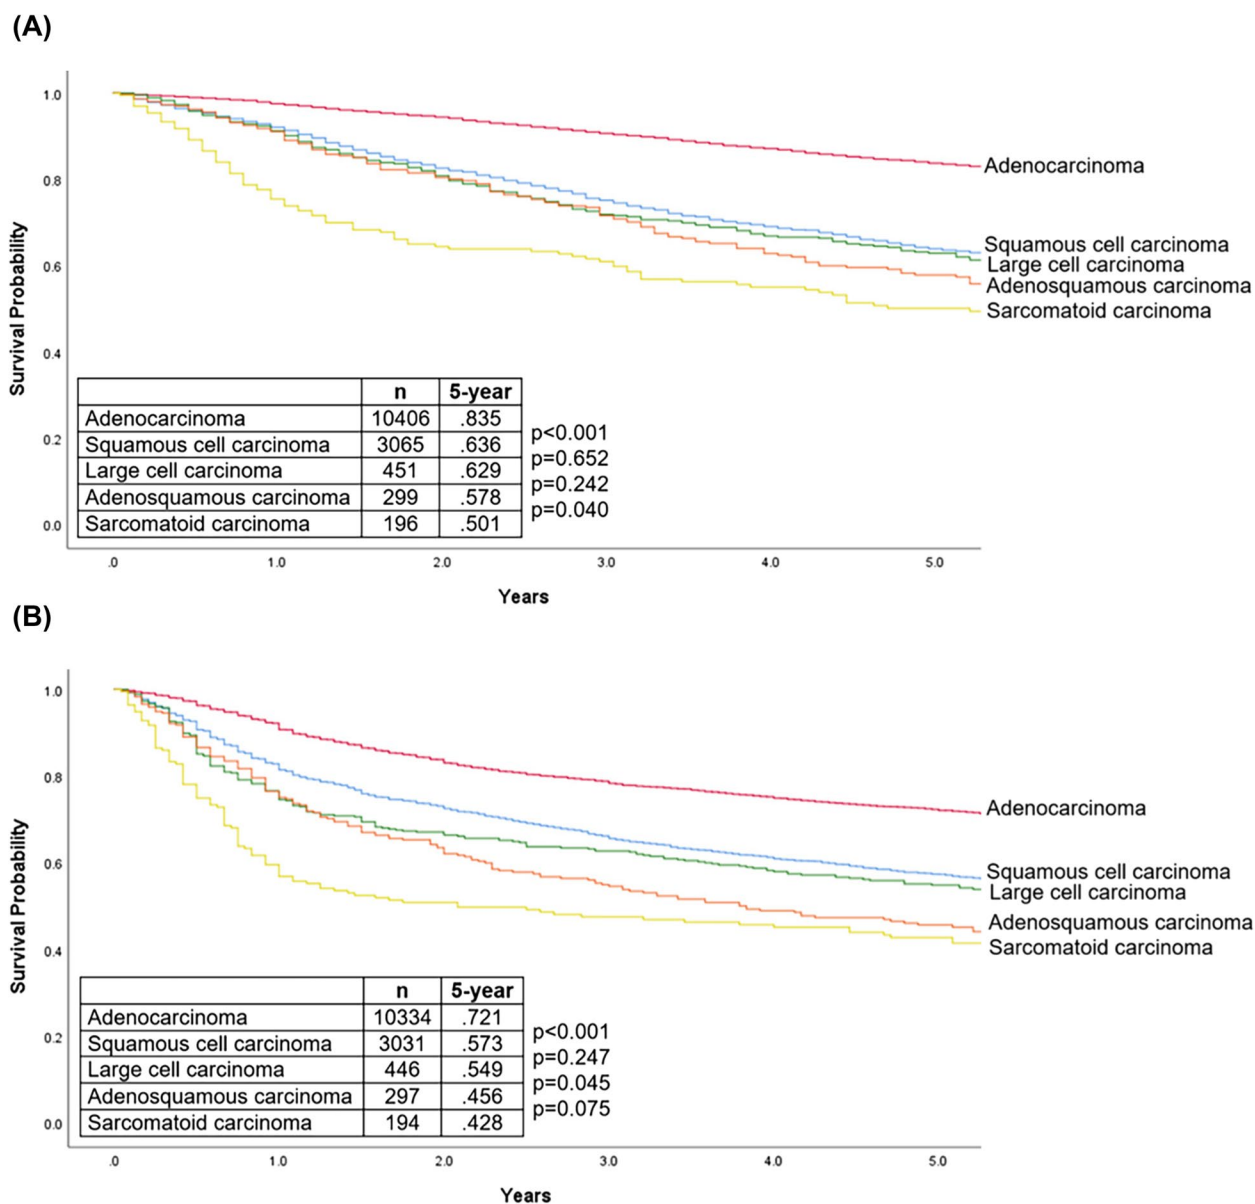 (A)
Survival Probability
1.0
0.8
0.6
0.4
0.2
0.0
Adenocarcinoma
Squamous cell carcinoma
Large cell carcinoma
Adenosquamous carcinoma
Sarcomatoid carcinoma
n 5-year
Adenocarcinoma 10406 .835
Squamous cell carcinoma 3065 .636
Large cell carcinoma 451 .629
Adenosquamous carcinoma 299 .578
Sarcomatoid carcinoma 196 .501
p<0.001
p=0.652
p=0.242
p=0.040
.0 1.0 2.0 3.0 4.0 5.0
Years
(B)
Survival Probability
1.0
0.8
0.6
0.4
0.2
0.0
Adenocarcinoma
Squamous cell carcinoma
Large cell carcinoma
Adenosquamous carcinoma
Sarcomatoid carcinoma
n 5-year
Adenocarcinoma 10334 .721
Squamous cell carcinoma 3031 .573
Large cell carcinoma 446 .549
Adenosquamous carcinoma 297 .456
Sarcomatoid carcinoma 194 .428
p<0.001
p=0.247
p=0.045
p=0.075
.0 1.0 2.0 3.0 4.0 5.0
Years